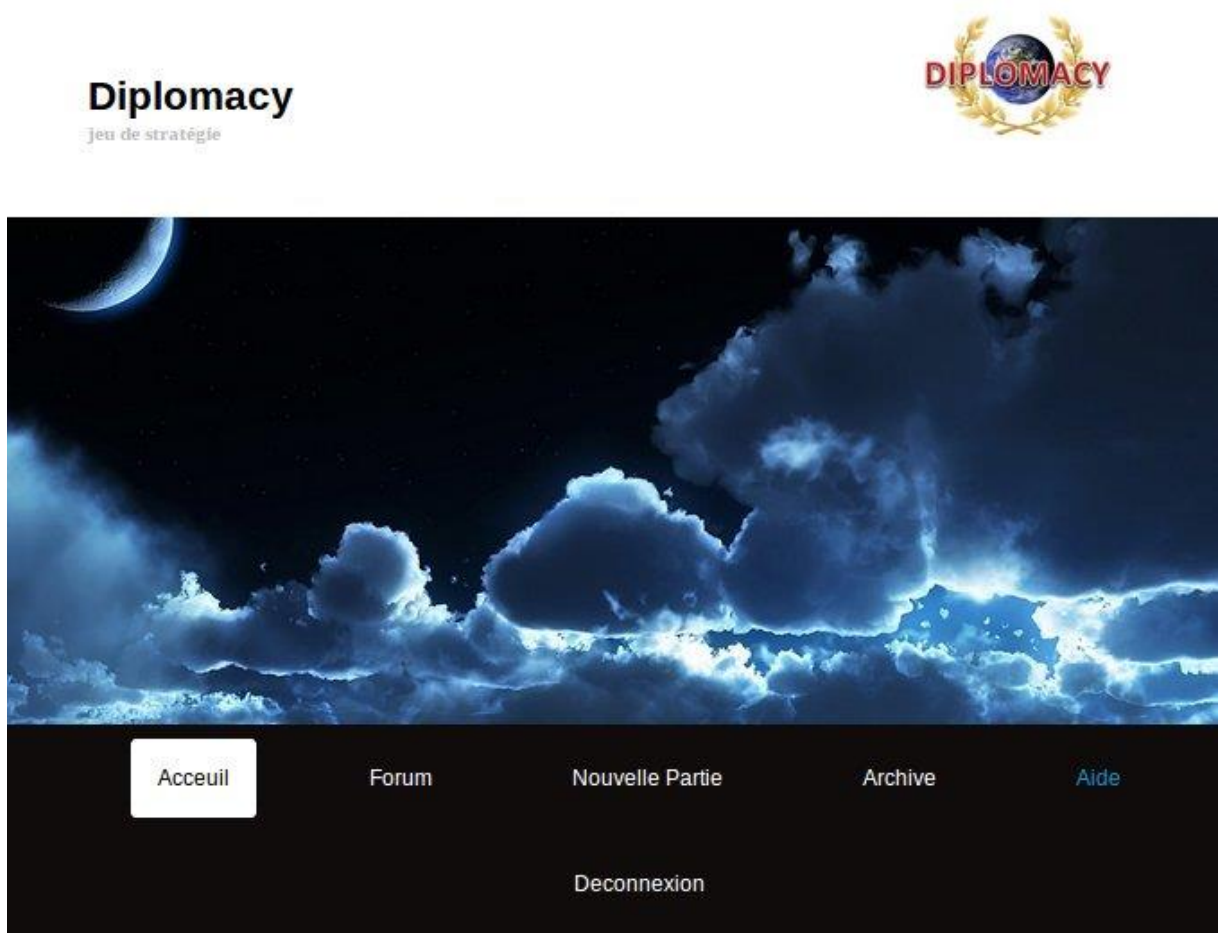 Diplomacy
jeu de stratégie
DIPLOMACY
Acceuil Forum Nouvelle Partie Archive Aide
Deconnexion